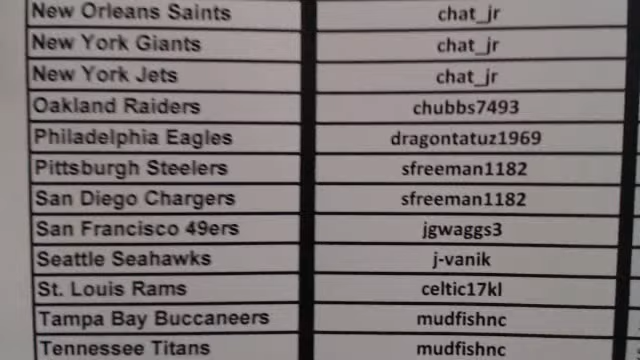 New Orleans Saints chat_jr
New York Giants chat_jr
New York Jets chat_jr
Oakland Raiders chubbs7493
Philadelphia Eagles dragontatuz1969
Pittsburgh Steelers sfreeman1182
San Diego Chargers sfreeman1182
San Francisco 49ers jgwaggs3
Seattle Seahawks j-vanik
St. Louis Rams celtic17kl
Tampa Bay Buccaneers mudfishnc
Tennessee Titans mudfishnc